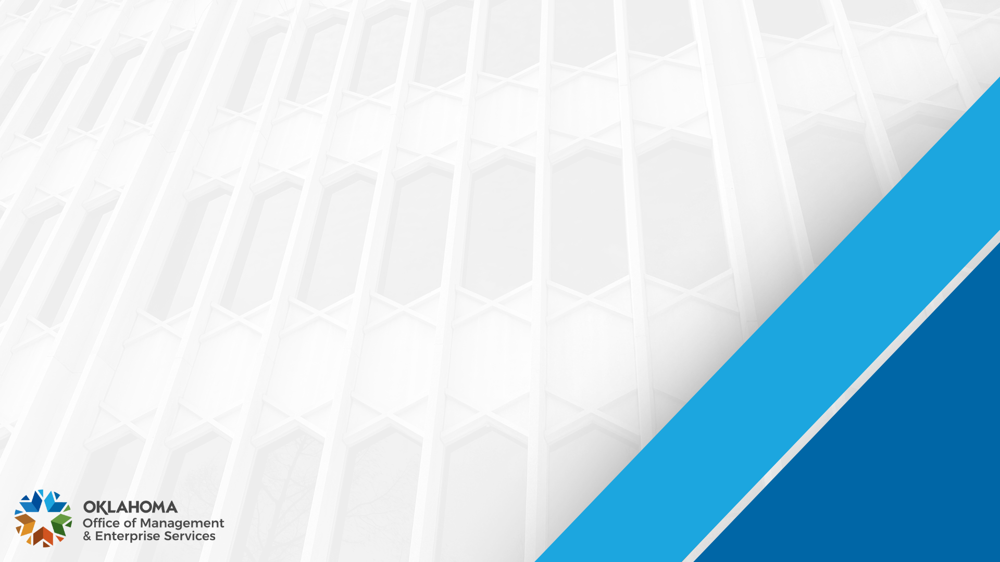 OKLAHOMA
Office of Management
& Enterprise Services